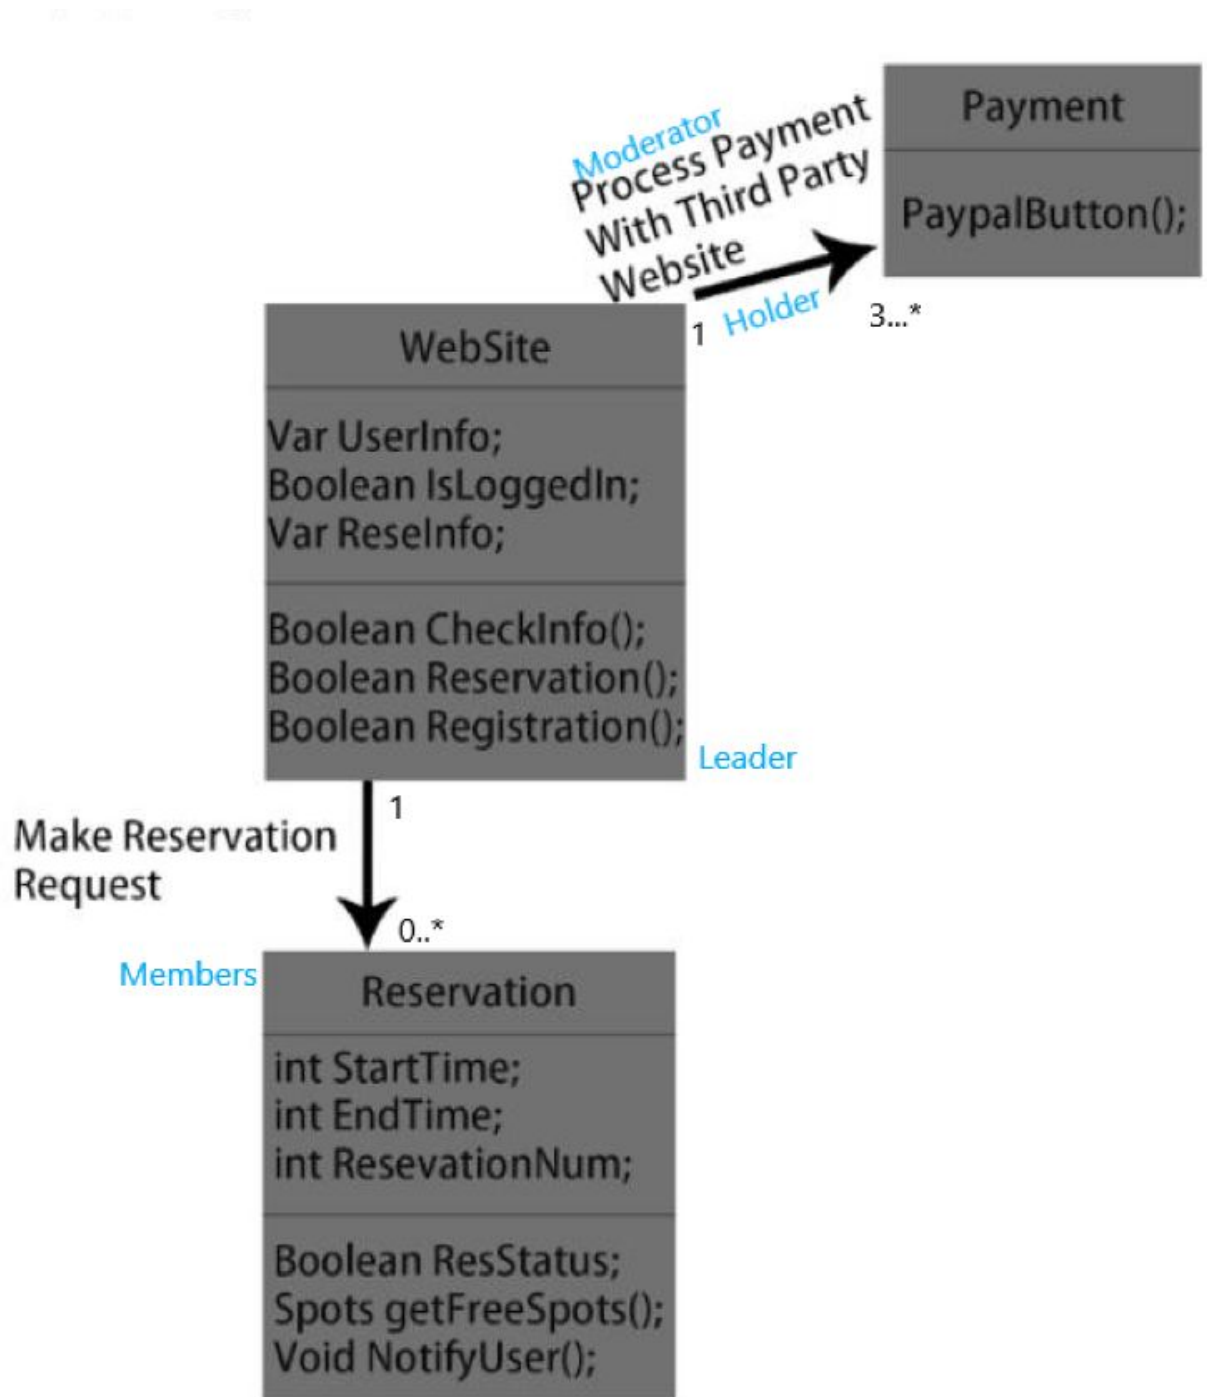 Moderator
Process Payment
With Third Party
Website
Payment
PaypalButton();
1
Holder
3...*
WebSite
Var UserInfo;
Boolean IsLoggedIn;
Var ReseInfo;
Boolean CheckInfo();
Boolean Reservation();
Boolean Registration();
Leader
1
Make Reservation
Request
0..*
Members
Reservation
int StartTime;
int EndTime;
int ResevationNum;
Boolean ResStatus;
Spots getFreeSpots();
Void NotifyUser();